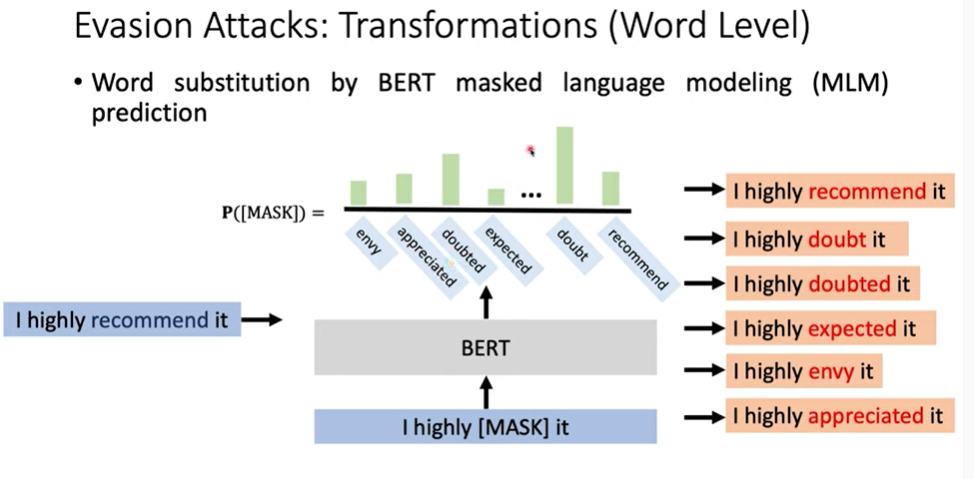 Evasion Attacks: Transformations (Word Level)
• Word substitution by BERT masked language modeling (MLM)
prediction
P([MASK]) =
...
envy
appreciated
doubted
expected
doubt
recommend
I highly recommend it
BERT
I highly [MASK] it
I highly recommend it
I highly doubt it
I highly doubted it
I highly expected it
I highly envy it
I highly appreciated it